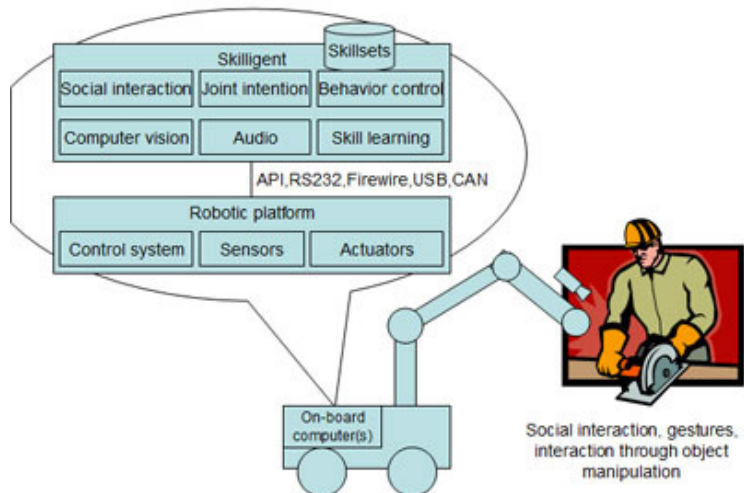 Skillsets
Skilligent
Social interaction
Joint intention
Behavior control
Computer vision
Audio
Skill learning
API,RS232,Firewire,USB,CAN
Robotic platform
Control system
Sensors
Actuators
On-board
computer(s)
Social interaction, gestures,
interaction through object
manipulation